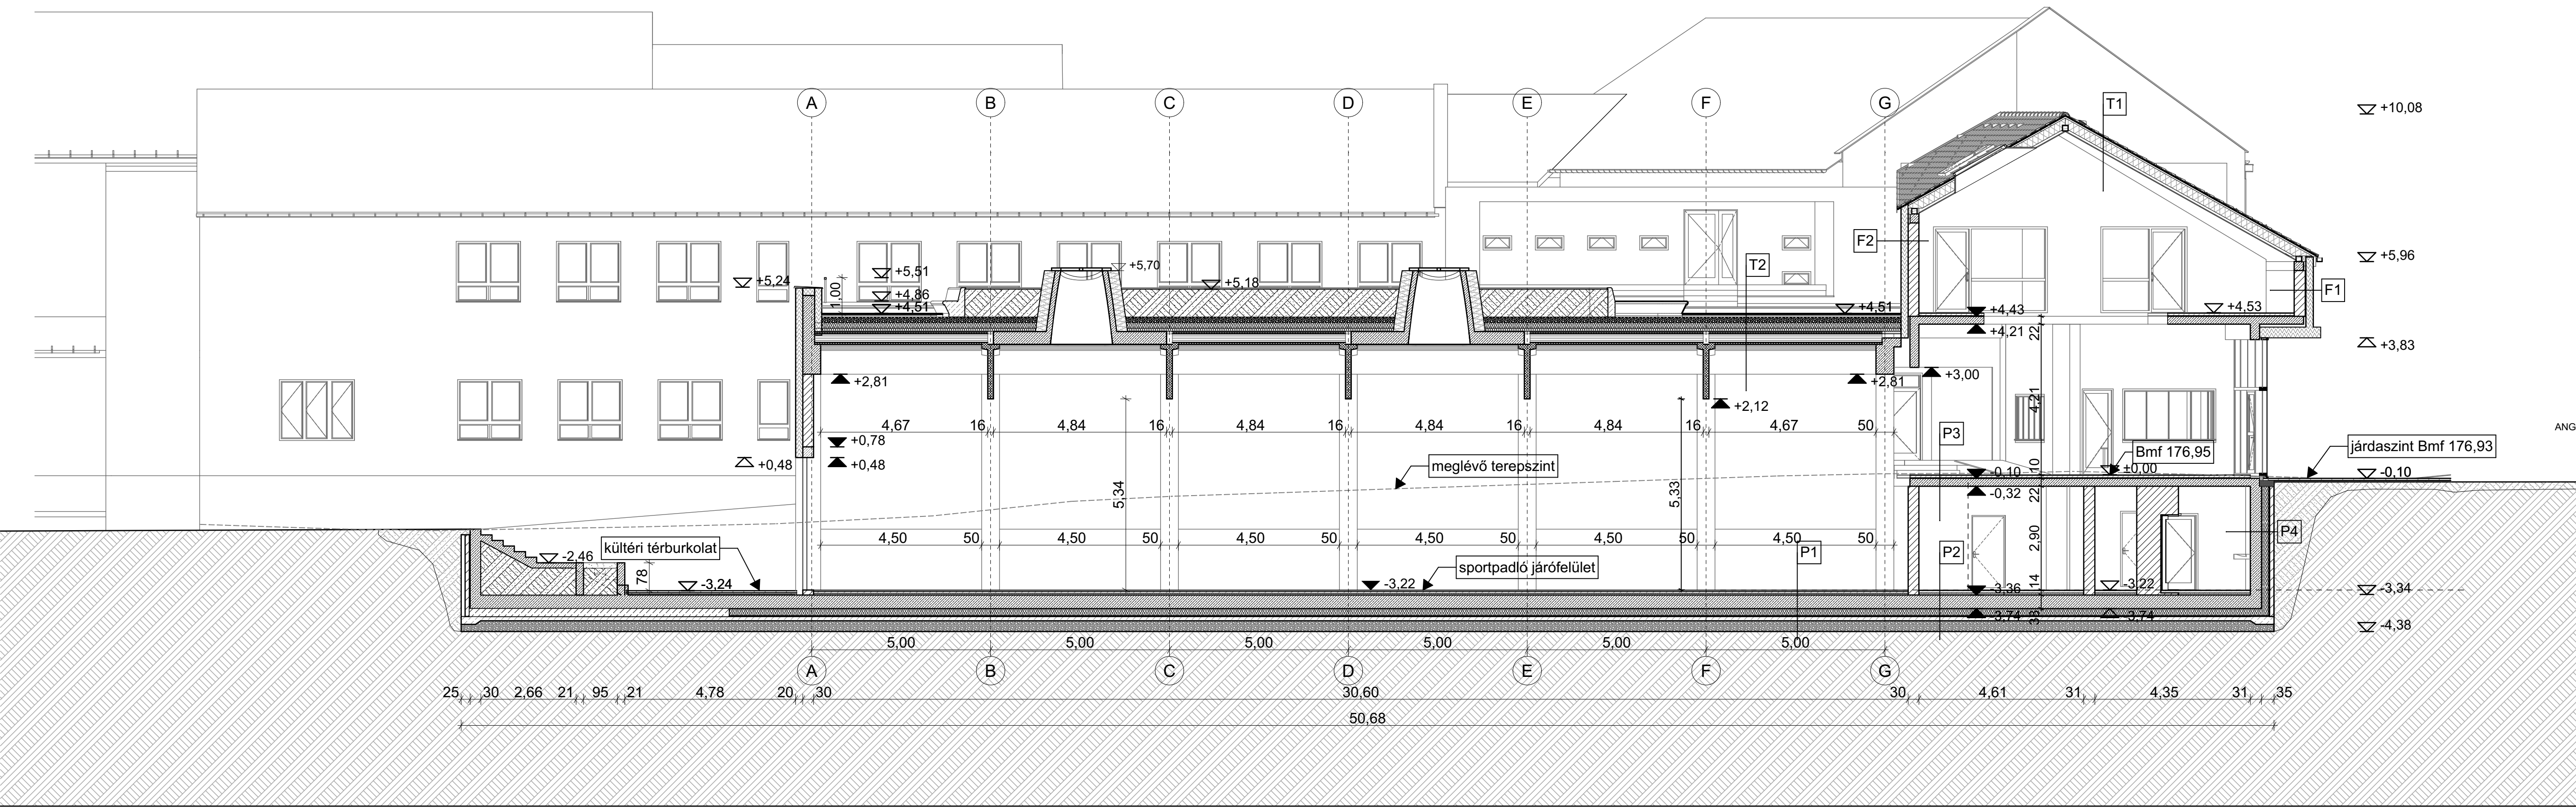 A B C D E F G
T1
+10,08
F2
+5,96
T2
+5,70
+5,51
+5,24
1,00
+5,18
F1
+4,86
+4,51
+4,51
+4,43
+4,53
+4,21
22
+3,83
+2,81
+2,81
+3,00
+2,12
4,21
4,67 16 4,84 16 4,84 16 4,84 16 4,84 16 4,67 50
ANG
P3
+0,78
+0,48
+0,48
járdaszint Bmf 176,93
Bmf 176,95
meglévő terepszint
±0,00
-0,10
10
-0,10
5,34
5,33
-0,32
22
P4
4,50 50 4,50 50 4,50 50 4,50 50 4,50 50 4,50 50
2,90
kültéri térburkolat
-2,46
P1
P2
sportpadló járófelület
78
-3,24
-3,22
14
-3,22
-3,36
-3,34
38
-3,74
-3,74
-4,38
5,00 5,00 5,00 5,00 5,00 5,00
A B C D E F G
25 30 2,66 21 95 21 4,78 20 30 30,60 30 4,61 31 4,35 31 35
50,68